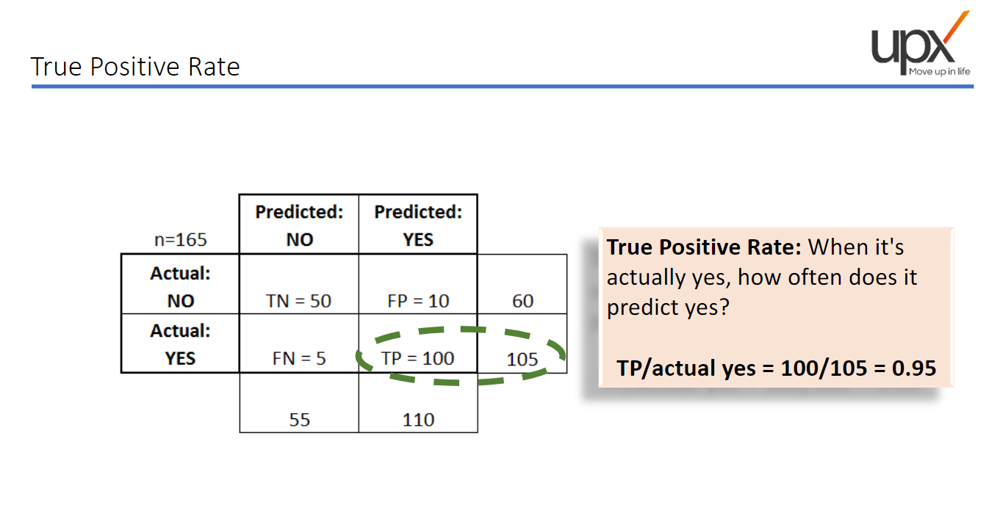 upx
Move up in life
True Positive Rate
n=165
Predicted:
NO
Predicted:
YES
Actual:
NO
TN = 50
FP = 10
60
Actual:
YES
FN = 5
TP = 100
105
55
110
True Positive Rate: When it's
actually yes, how often does it
predict yes?
TP/actual yes = 100/105 = 0.95